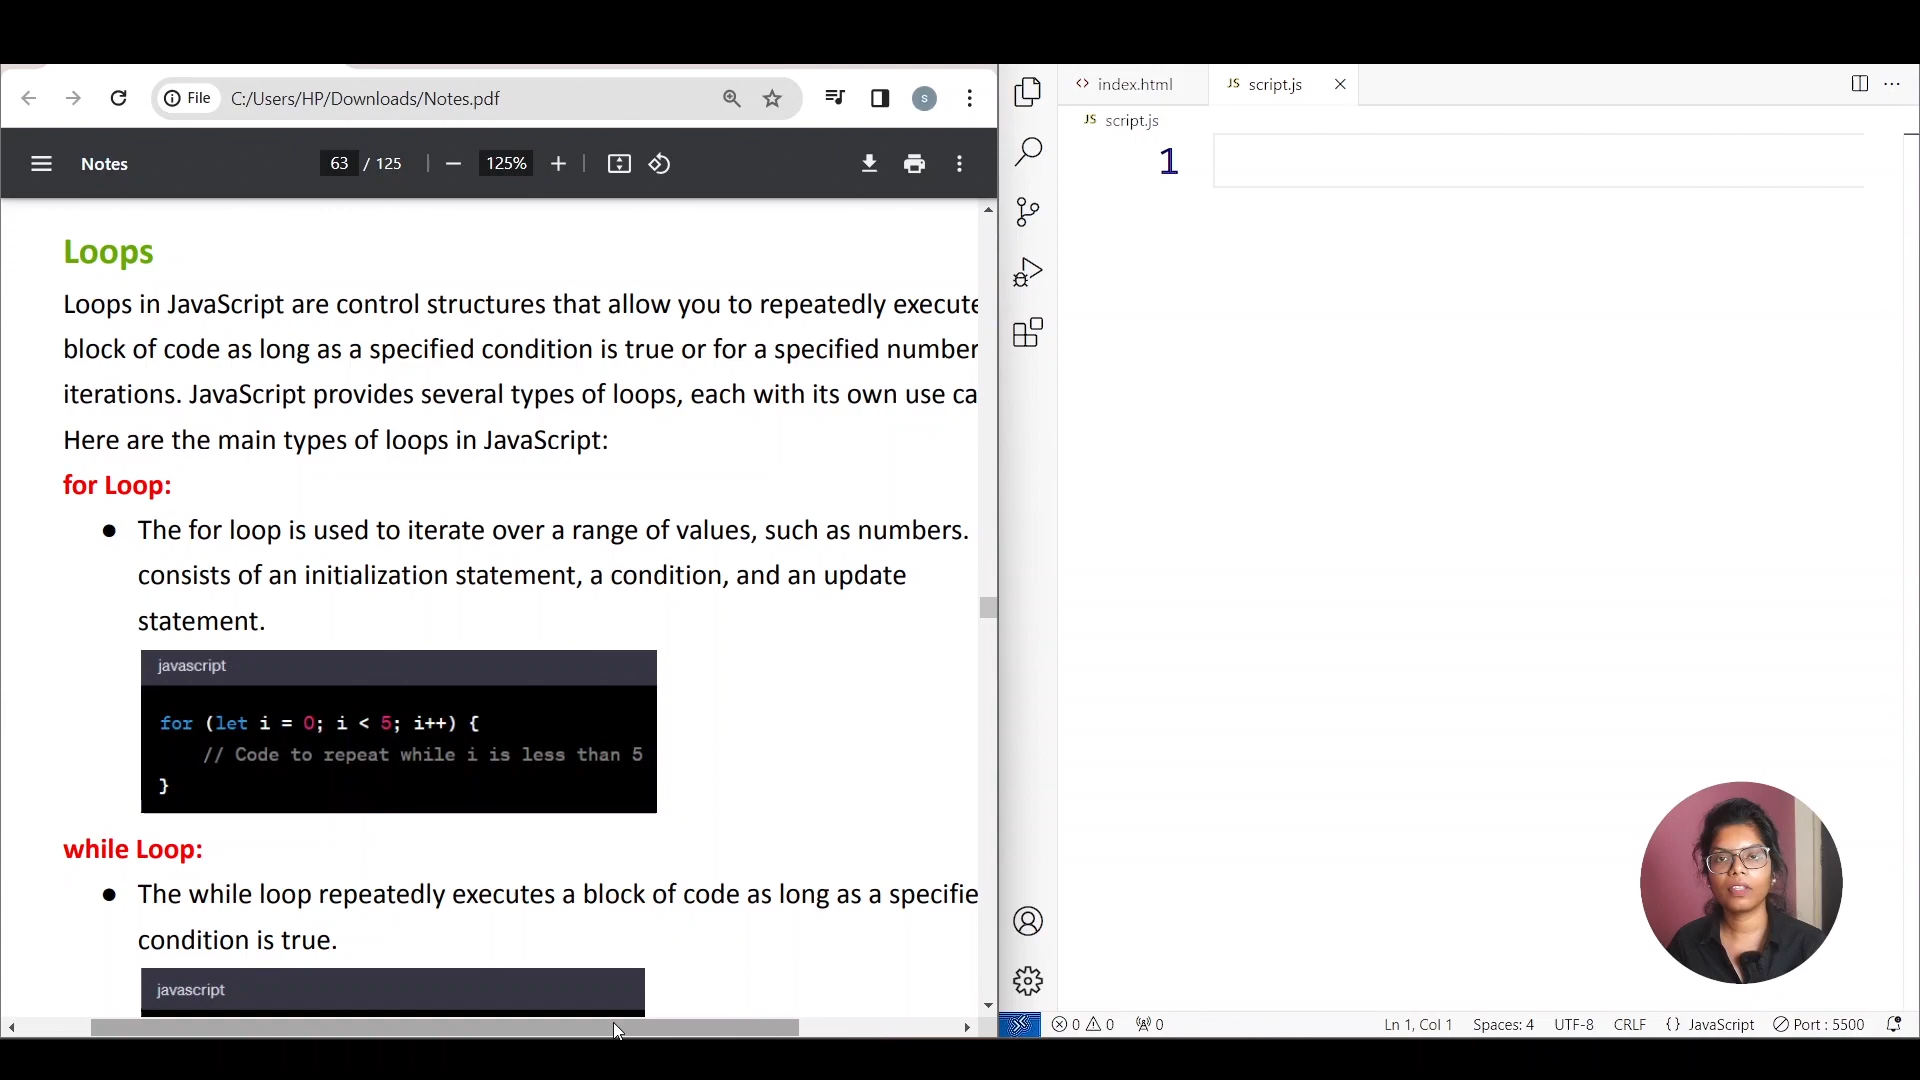 File C:/Users/HP/Downloads/Notes.pdf
S
Notes 63 / 125 125%
Loops
Loops in JavaScript are control structures that allow you to repeatedly execute
block of code as long as a specified condition is true or for a specified number
iterations. JavaScript provides several types of loops, each with its own use ca
Here are the main types of loops in JavaScript:
for Loop:
● The for loop is used to iterate over a range of values, such as numbers.
consists of an initialization statement, a condition, and an update
statement.
javascript
for (let i = 0; i < 5; i++) {
// Code to repeat while i is less than 5
}
while Loop:
● The while loop repeatedly executes a block of code as long as a specifie
condition is true.
javascript
<> index.html
JS script.js
JS script.js
1
0 0 0
Ln 1, Col 1 Spaces: 4 UTF-8 CRLF {} JavaScript Port : 5500